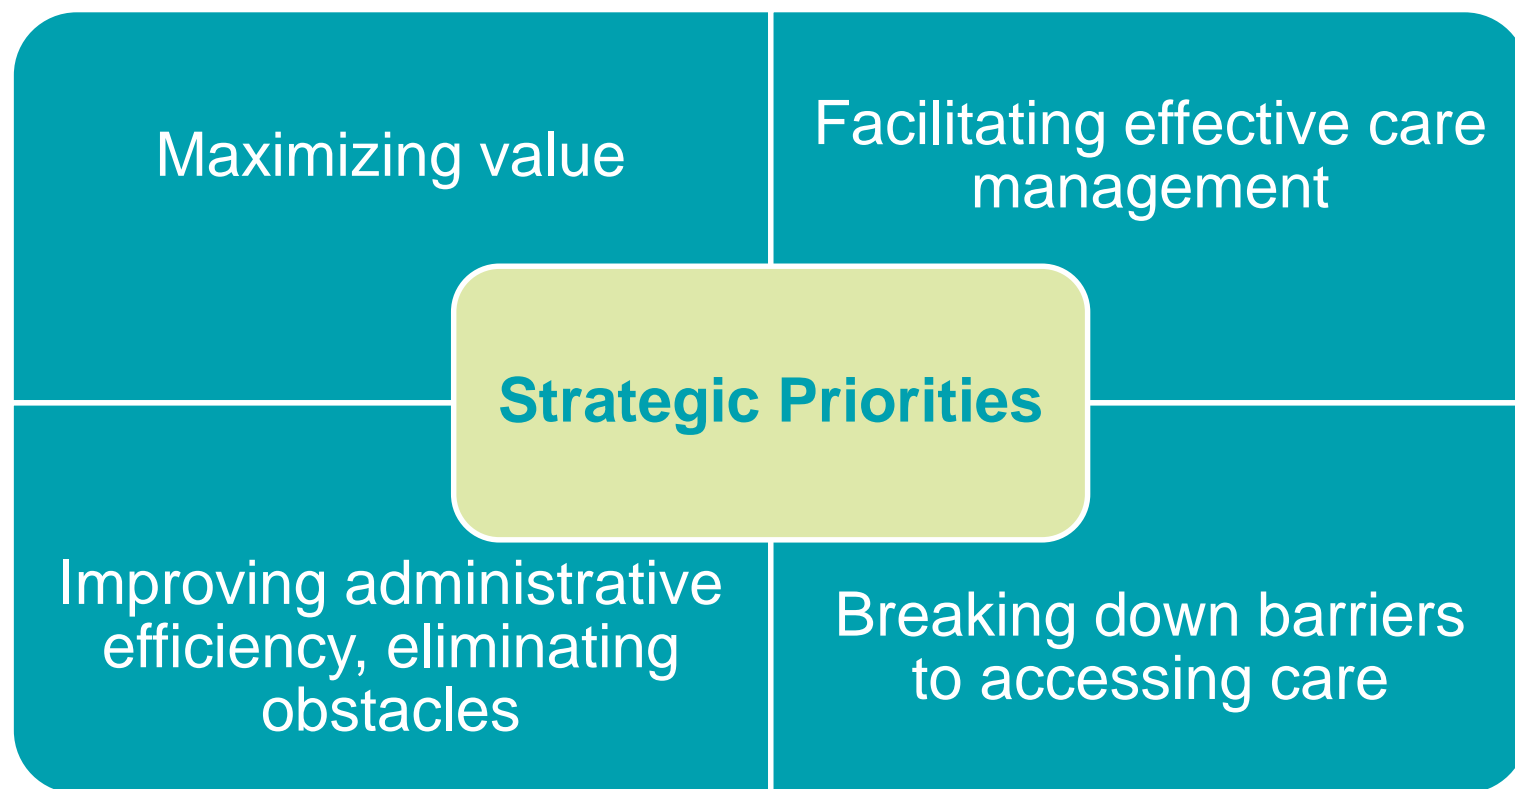 Maximizing value
Facilitating effective care
management
Strategic Priorities
Improving administrative
efficiency, eliminating
obstacles
Breaking down barriers
to accessing care